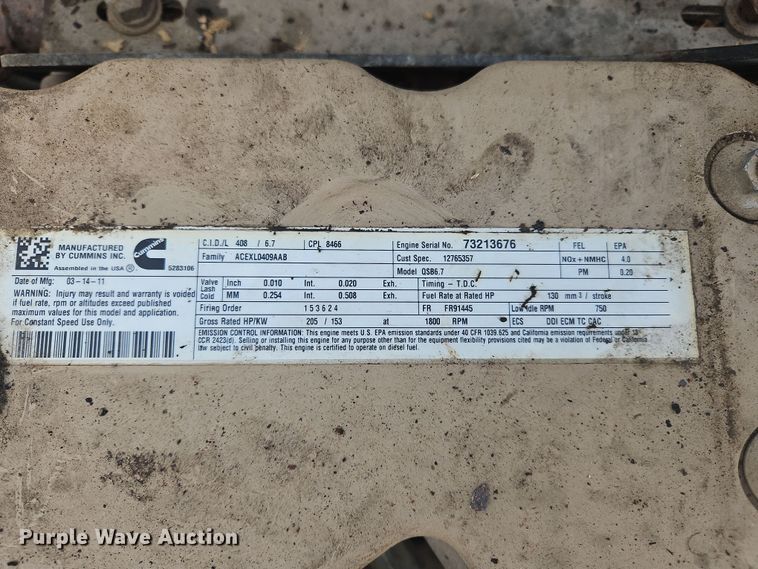 MANUFACTURED
BY CUMMINS INC.
Assembled in the USA ®
Cummins
5283106
C.I.D./L 408 / 6.7 CPL 8466 Engine Serial No. 73213676 FEL EPA
Family ACEXL0409AAB Cust Spec. 12765357 NOx + NMHC 4.0
QSB6.7 PM 0.20
Model
Date of Mfg: 03-14-11
Valve Lash Cold Inch 0.010 Int. 0.020 Exh. Timing - T.D.C.
MM 0.254 Int. 0.508 Exh. Fuel Rate at Rated HP 130 mm³ / stroke
WARNING: Injury may result and warranty is voided
if fuel rate, rpm or altitudes exceed published
maximum values for this model and application.
For Constant Speed Use Only.
Firing Order 1 5 3 6 2 4 FR FR91445 Low Idle RPM 750
Gross Rated HP/KW 205 / 153 at 1800 RPM ECS DDI ECM TC CAC
EMISSION CONTROL INFORMATION: This engine meets U.S. EPA emission standards under 40 CFR 1039.625 and California emission requirements under 13
CCR 2423(d). Selling or installing this engine for any purpose other than for the equipment flexibility provisions cited may be a violation of Federal or California
law subject to civil penalty. This engine is certified to operate on diesel fuel.
Purple Wave Auction